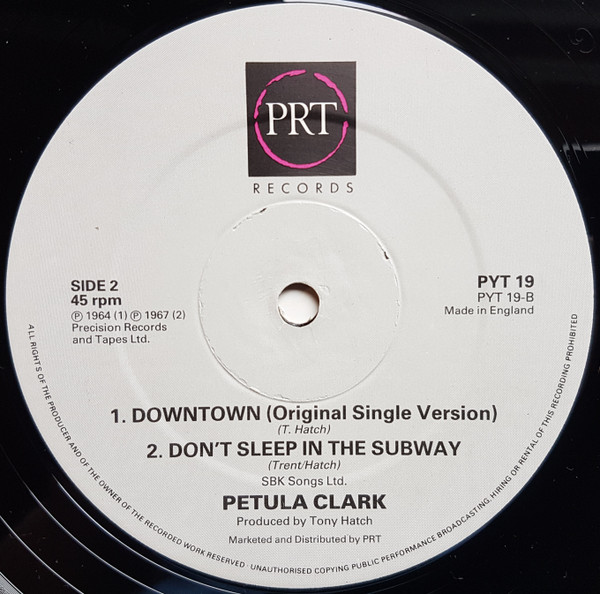 PRT
RECORDS
SIDE 2
45 rpm
℗ 1964 (1) ℗ 1967 (2)
Precision Records
and Tapes Ltd.
PYT 19
PYT 19-B
Made in England
1. DOWNTOWN (Original Single Version)
(T. Hatch)
2. DON'T SLEEP IN THE SUBWAY
(Trent/Hatch)
SBK Songs Ltd.
PETULA CLARK
Produced by Tony Hatch
Marketed and Distributed by PRT
ALL RIGHTS OF THE PRODUCER AND OF THE OWNER OF THE RECORDED WORK RESERVED · UNAUTHORISED COPYING PUBLIC PERFORMANCE BROADCASTING HIRING OR RENTAL OF THIS RECORDING PROHIBITED